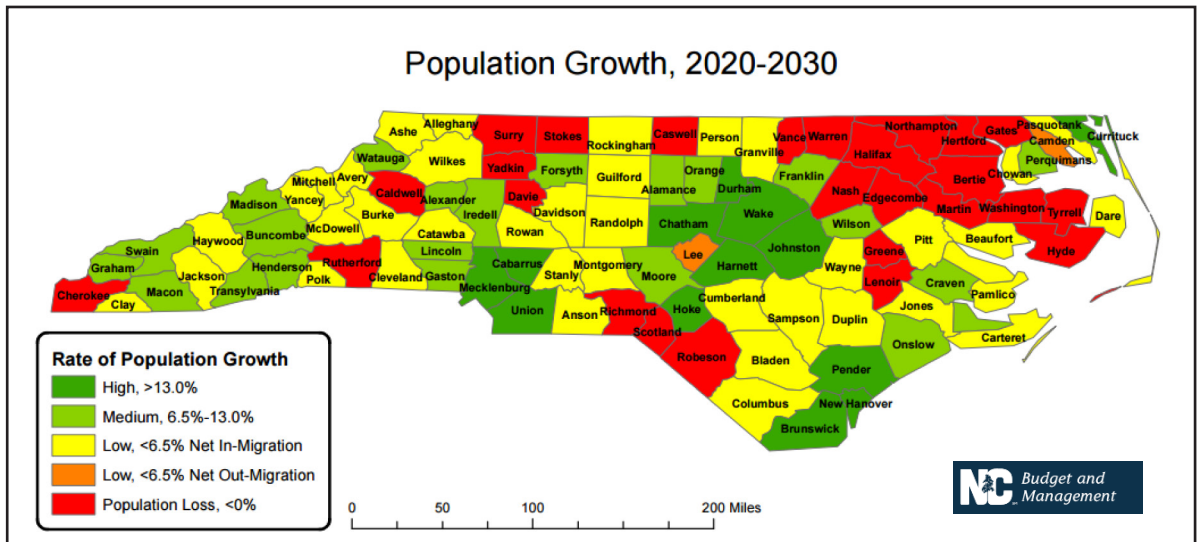 Population Growth, 2020-2030
Alleghany
Ashe
Surry
Stokes
Rockingham
Caswell
Person
Granville
Vance
Warren
Northampton
Halifax
Hertford
Gates
Pasquotank
Camden
Currituck
Perquimans
Chowan
Watauga
Wilkes
Yadkin
Forsyth
Guilford
Alamance
Orange
Durham
Franklin
Nash
Edgecombe
Bertie
Martin
Washington
Tyrrell
Dare
Mitchell
Avery
Yancey
Caldwell
Alexander
Iredell
Davie
Davidson
Randolph
Chatham
Wake
Johnston
Wilson
Pitt
Beaufort
Hyde
Madison
Buncombe
McDowell
Burke
Catawba
Rowan
Swain
Haywood
Graham
Jackson
Henderson
Rutherford
Lincoln
Cleveland
Gaston
Cabarrus
Mecklenburg
Stanly
Montgomery
Moore
Lee
Harnett
Wayne
Greene
Lenoir
Craven
Pamlico
Jones
Cherokee
Clay
Macon
Transylvania
Polk
Union
Anson
Richmond
Scotland
Hoke
Cumberland
Sampson
Duplin
Onslow
Carteret
Robeson
Bladen
Pender
Columbus
New Hanover
Brunswick
Rate of Population Growth
High, >13.0%
Medium, 6.5%-13.0%
Low, <6.5% Net In-Migration
Low, <6.5% Net Out-Migration
Population Loss, <0%
0 50 100 200 Miles
NC Budget and
Management